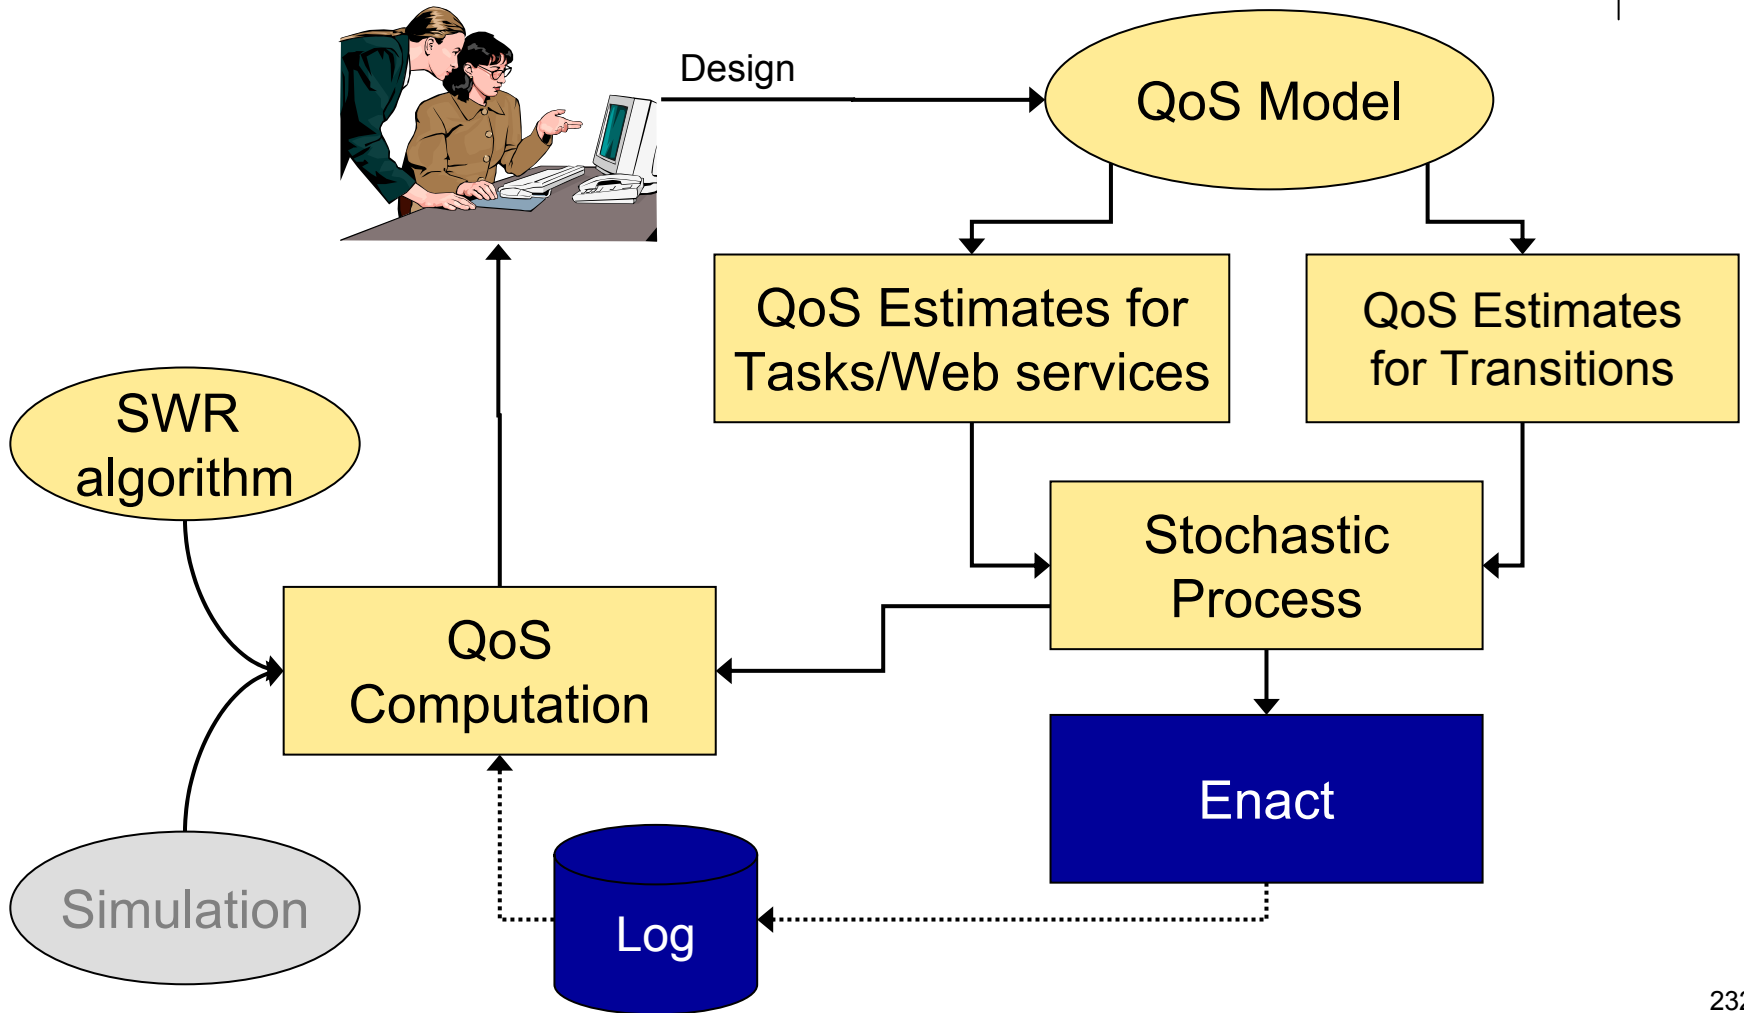 Design
QoS Model
QoS Estimates for
Tasks/Web services
QoS Estimates
for Transitions
SWR
algorithm
Stochastic
Process
QoS
Computation
Enact
Simulation
Log
232